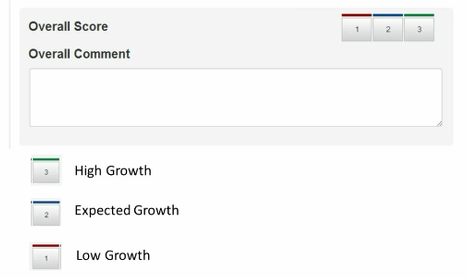 Overall Score 1 2 3
Overall Comment
3 High Growth
2 Expected Growth
1 Low Growth